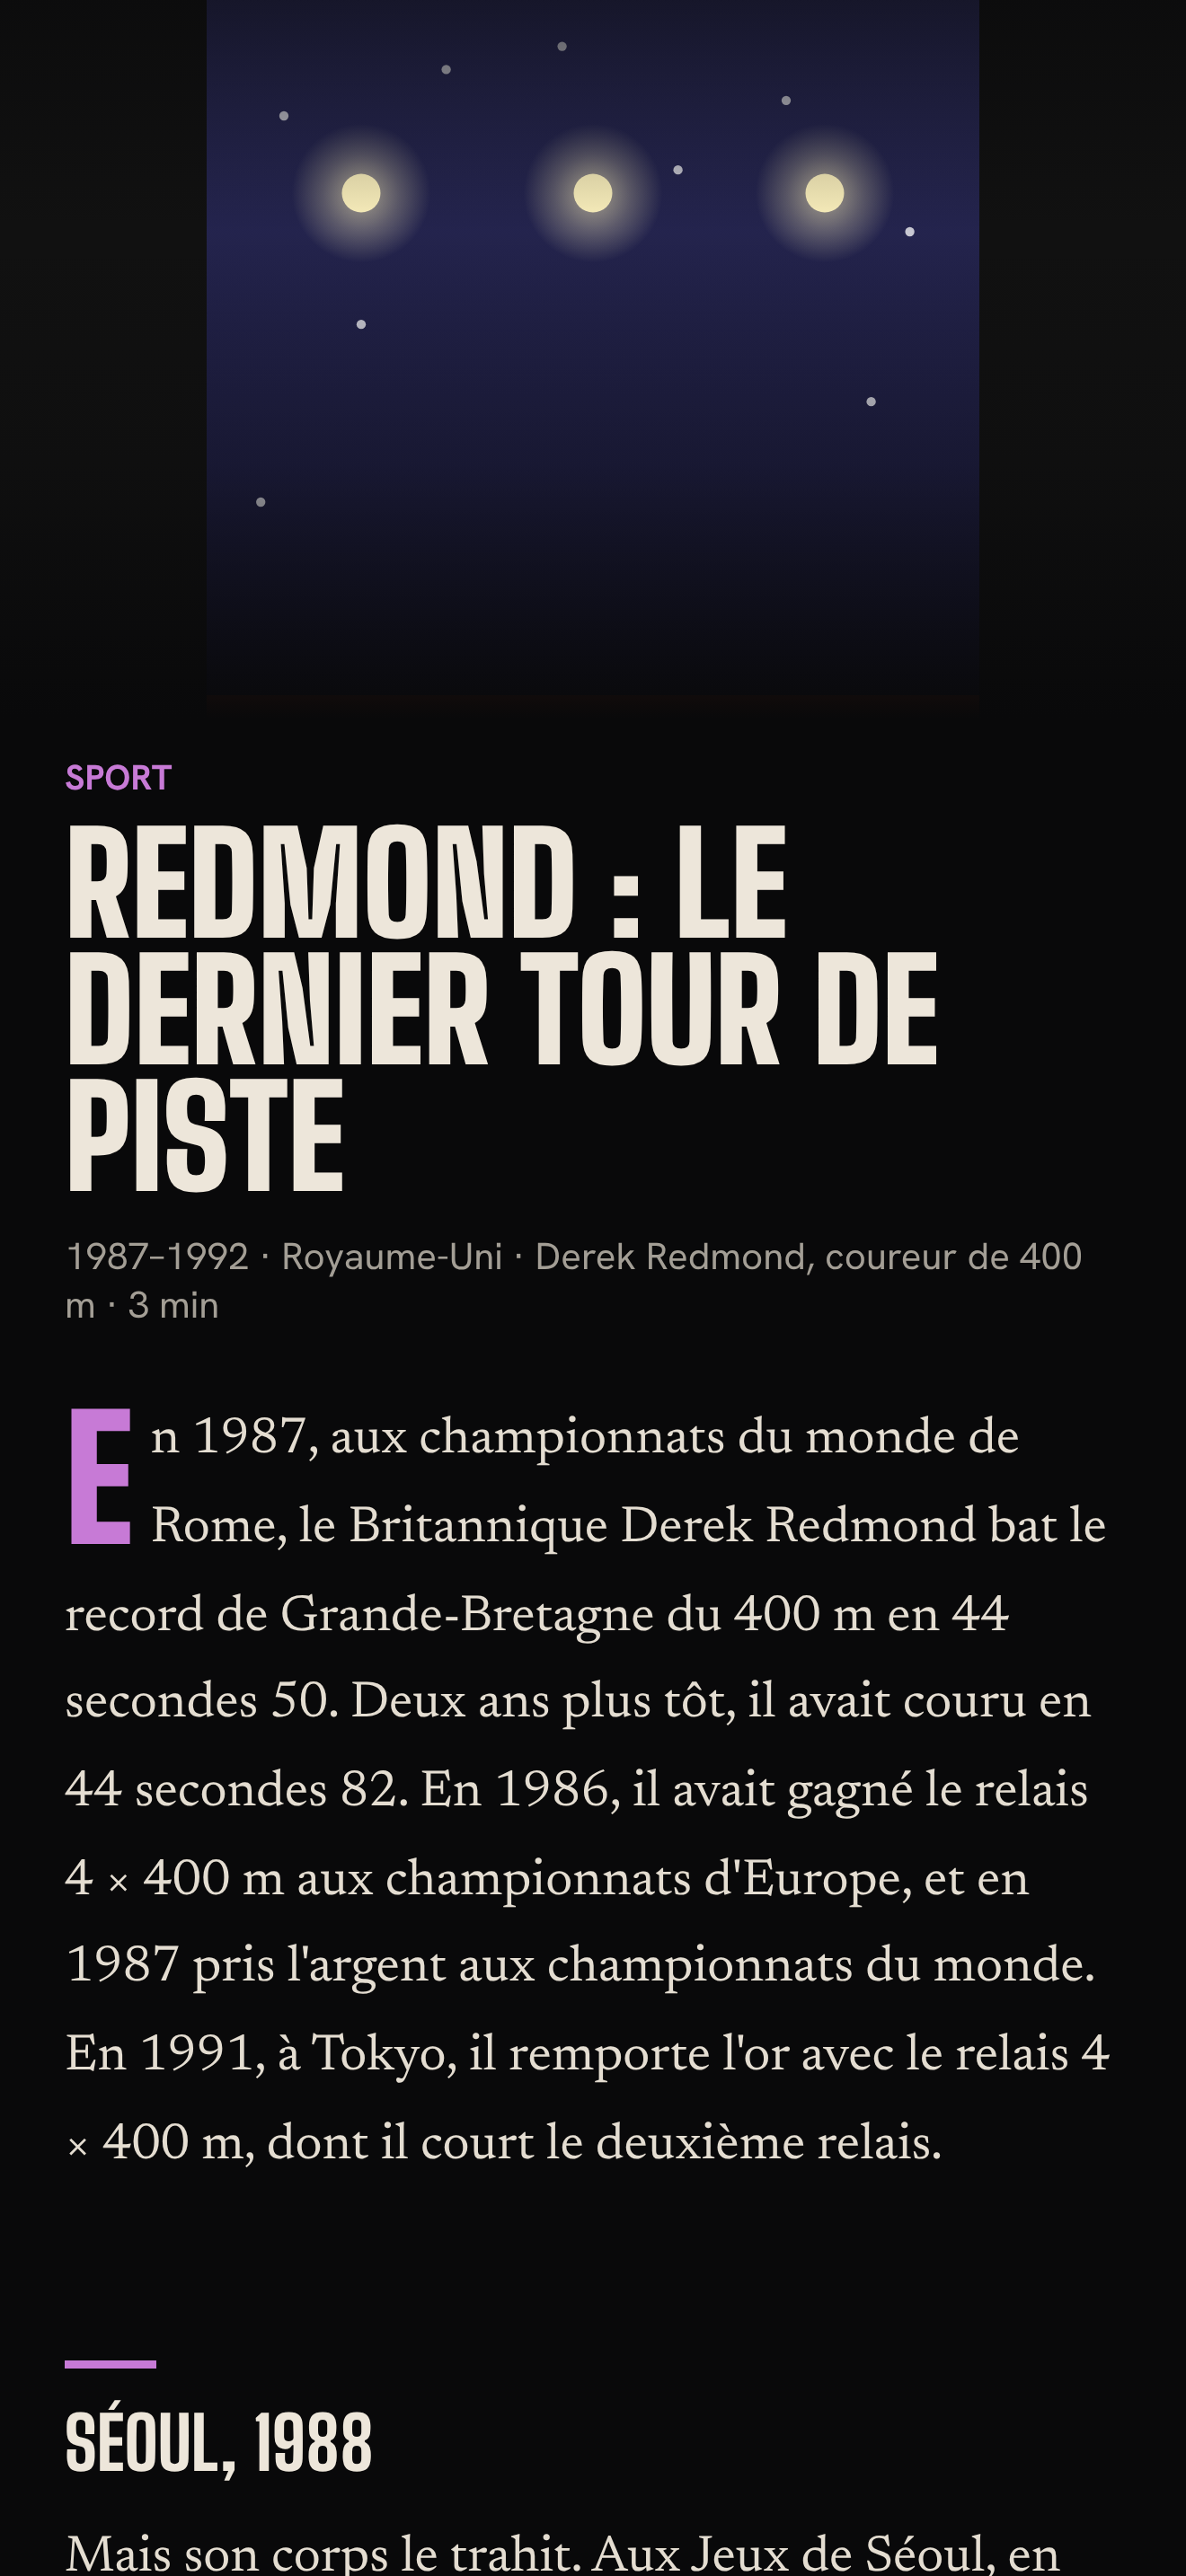 SPORT
REDMOND : LE
DERNIER TOUR DE
PISTE
1987–1992 · Royaume-Uni · Derek Redmond, coureur de 400
m · 3 min
En 1987, aux championnats du monde de
Rome, le Britannique Derek Redmond bat le
record de Grande-Bretagne du 400 m en 44
secondes 50. Deux ans plus tôt, il avait couru en
44 secondes 82. En 1986, il avait gagné le relais
4 × 400 m aux championnats d'Europe, et en
1987 pris l'argent aux championnats du monde.
En 1991, à Tokyo, il remporte l'or avec le relais 4
× 400 m, dont il court le deuxième relais.
SÉOUL, 1988
Mais son corps le trahit. Aux Jeux de Séoul, en